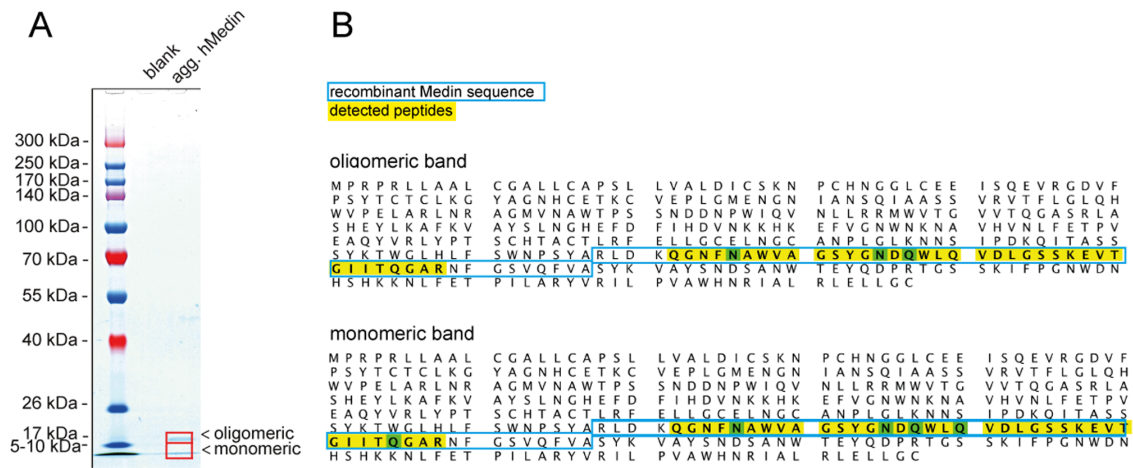 A
B
blank
agg. hMedin
300 kDa -
250 kDa -
170 kDa -
140 kDa -
100 kDa -
70 kDa -
55 kDa -
40 kDa -
26 kDa -
17 kDa -
5-10 kDa -
< oligomeric
< monomeric
recombinant Medin sequence
detected peptides
oligomeric band
MPRPRLLAAL CGALLCAPSL LVALDICSKN PCHNGGLCEE ISQEVRGDVF
PSYTCTCLKG YAGNHCETKC VEPLGMENGN IANSQIAASS VRVTFLGLQH
WVPELARLNR AGMVNAWTPS SNDDNPWIQV NLLRRMWVTG VVTQGASRLA
SHEYLKAFKV AYSLNGHEFD FIHDVNKKHK EFVGNWNKNA VHVNLFETPV
EAQYVRLYPT SCHTACTLRF ELLGCELNGC ANPLGLKNNS IPDKQITASS
SYKTWGLHLF SWNPSYARLD KQGNFNAWVA GSYGNDQWLQ VDLGSSKEVT
GIITQGARNF GSVQFVASYK VAYSNDSANW TEYQDPRTGS SKIFPGNWDN
HSHKKNLFET PILARYVRIL PVAWHNRIAL RLELLGC
monomeric band
MPRPRLLAAL CGALLCAPSL LVALDICSKN PCHNGGLCEE ISQEVRGDVF
PSYTCTCLKG YAGNHCETKC VEPLGMENGN IANSQIAASS VRVTFLGLQH
WVPELARLNR AGMVNAWTPS SNDDNPWIQV NLLRRMWVTG VVTQGASRLA
SHEYLKAFKV AYSLNGHEFD FIHDVNKKHK EFVGNWNKNA VHVNLFETPV
EAQYVRLYPT SCHTACTLRF ELLGCELNGC ANPLGLKNNS IPDKQITASS
SYKTWGLHLF SWNPSYARLD KQGNFNAWVA GSYGNDQWLQ VDLGSSKEVT
GIITQGARNF GSVQFVASYK VAYSNDSANW TEYQDPRTGS SKIFPGNWDN
HSHKKNLFET PILARYVRIL PVAWHNRIAL RLELLGC